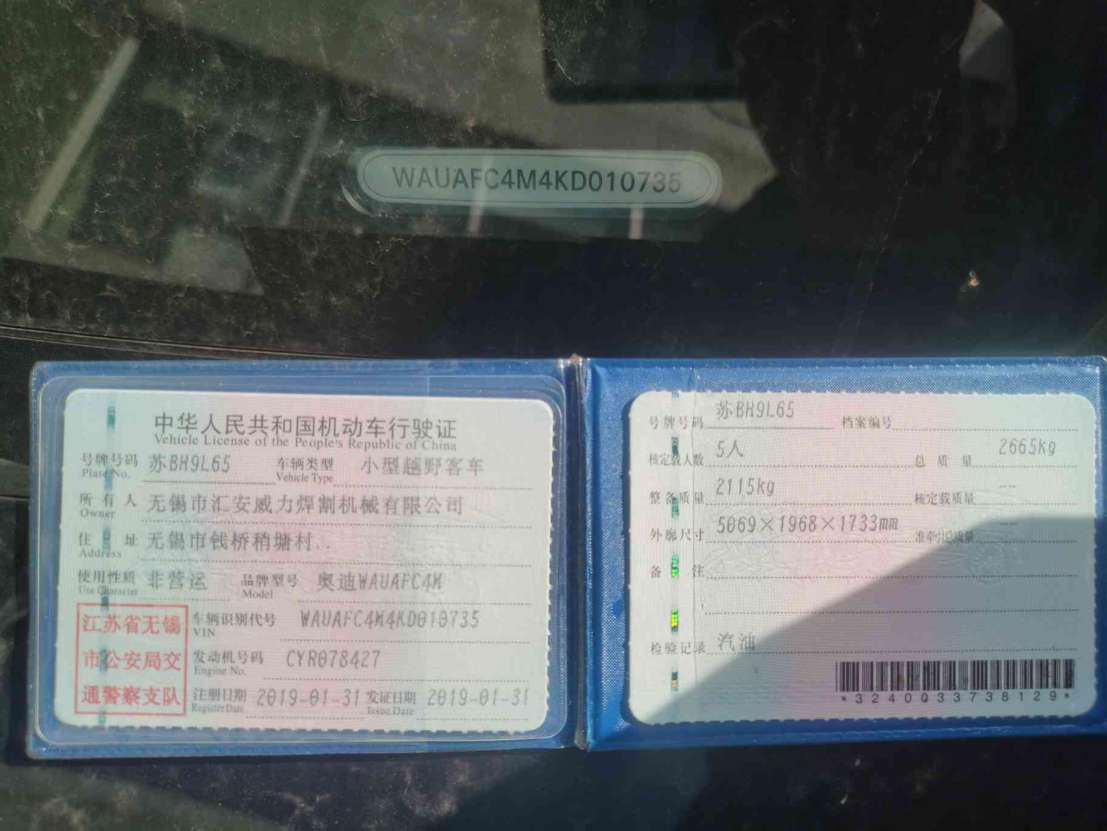 WAUAFC4M4KD010735
中华人民共和国机动车行驶证
Vehicle License of the People's Republic of China
号牌号码 Plate No. 苏BH9L65 车辆类型 Vehicle Type 小型越野客车
所有人 Owner 无锡市汇安威力焊割机械有限公司
住址 Address 无锡市钱桥稍塘村..
使用性质 Use Character 非营运 品牌型号 Model 奥迪WAUAFC4M
江苏省无锡
市公安局交
通警察支队
车辆识别代号 VIN WAUAFC4M4KD010735
发动机号码 Engine No. CYR078427
注册日期 Register Date 2019-01-31 发证日期 Issue Date 2019-01-31
号牌号码 苏BH9L65 档案编号
核定载人数 5人 总质量 2665kg
整备质量 2115kg 核定载质量 ---
外廓尺寸 5069×1968×1733mm 准牵引总质量 ---
备注
检验记录 汽油
*3240033738129*